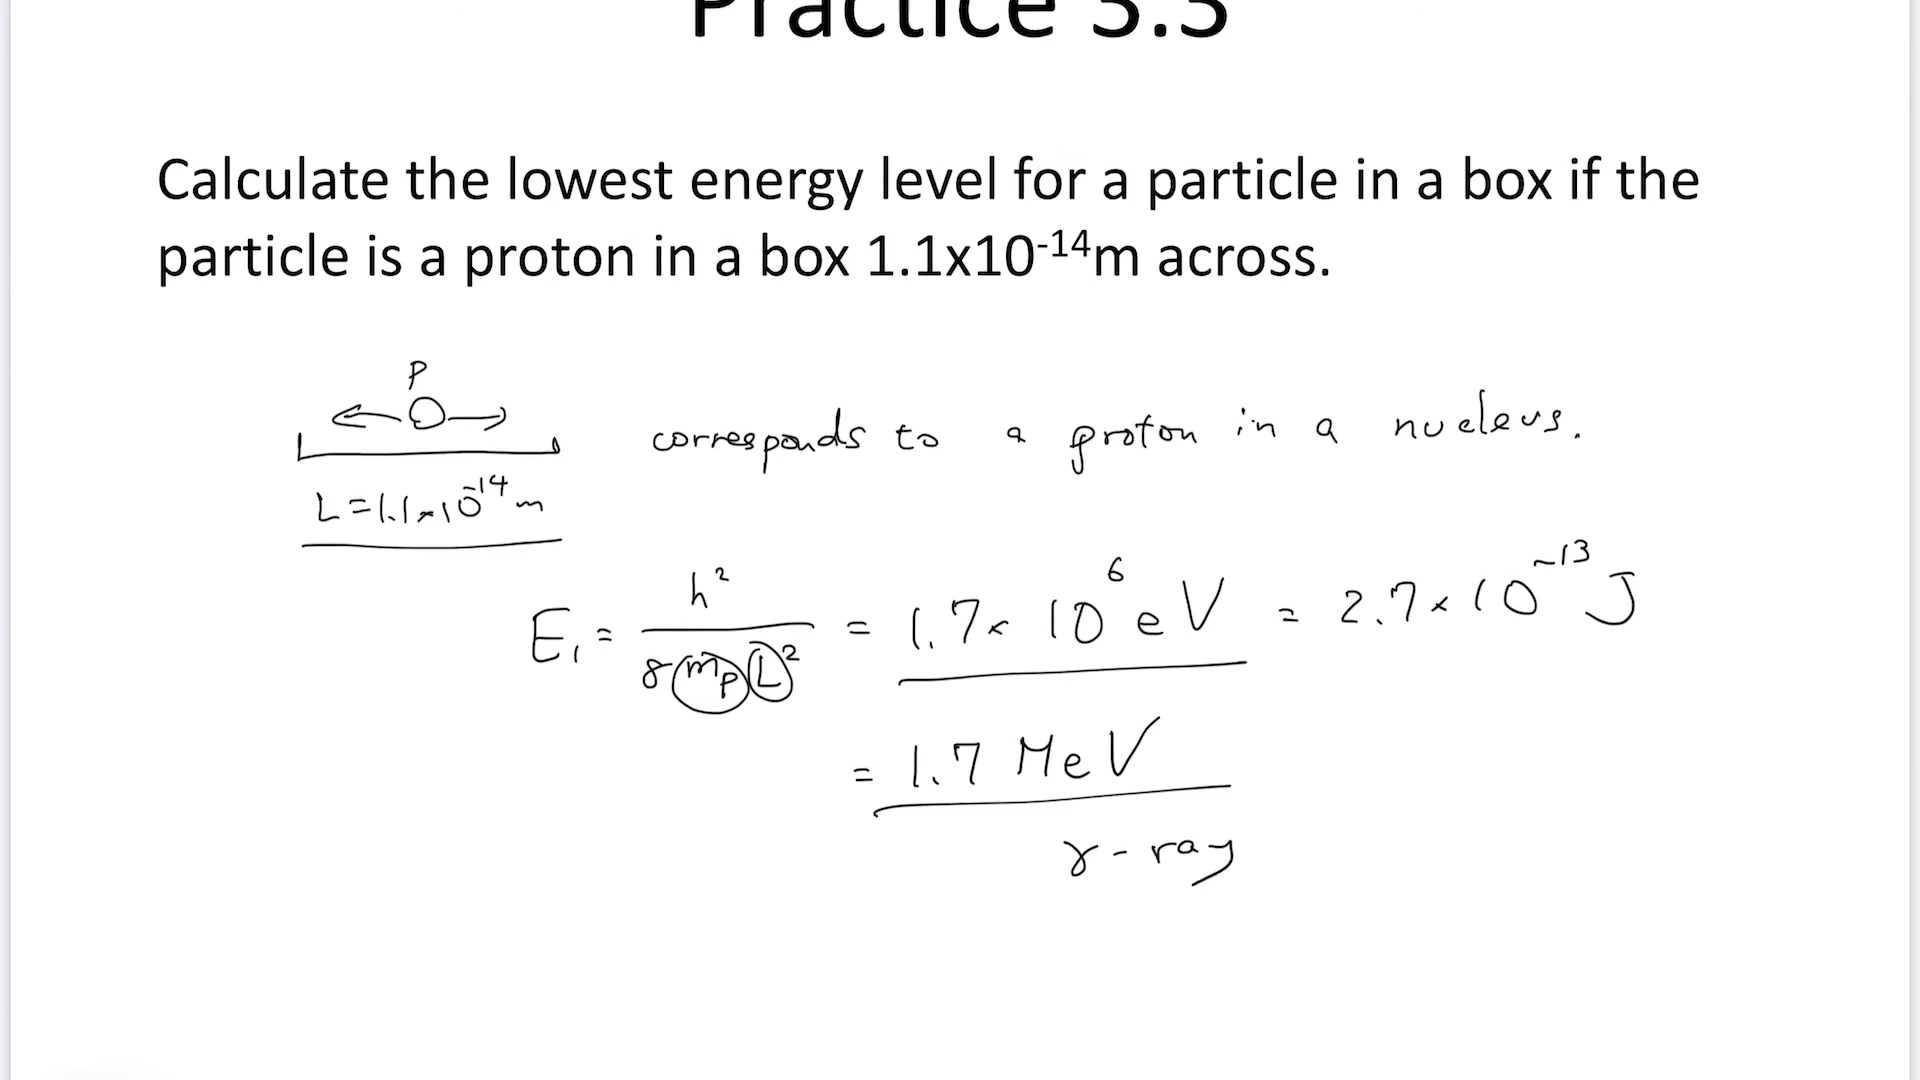 Practice 3.3
Calculate the lowest energy level for a particle in a box if the
particle is a proton in a box 1.1x10⁻¹⁴m across.
P
corresponds to a proton in a nucleus.
L = 1.1 × 10⁻¹⁴ m
E₁ = h² / 8 m_p L² = 1.7 × 10⁶ eV = 2.7 × 10⁻¹³ J
= 1.7 MeV
γ - ray